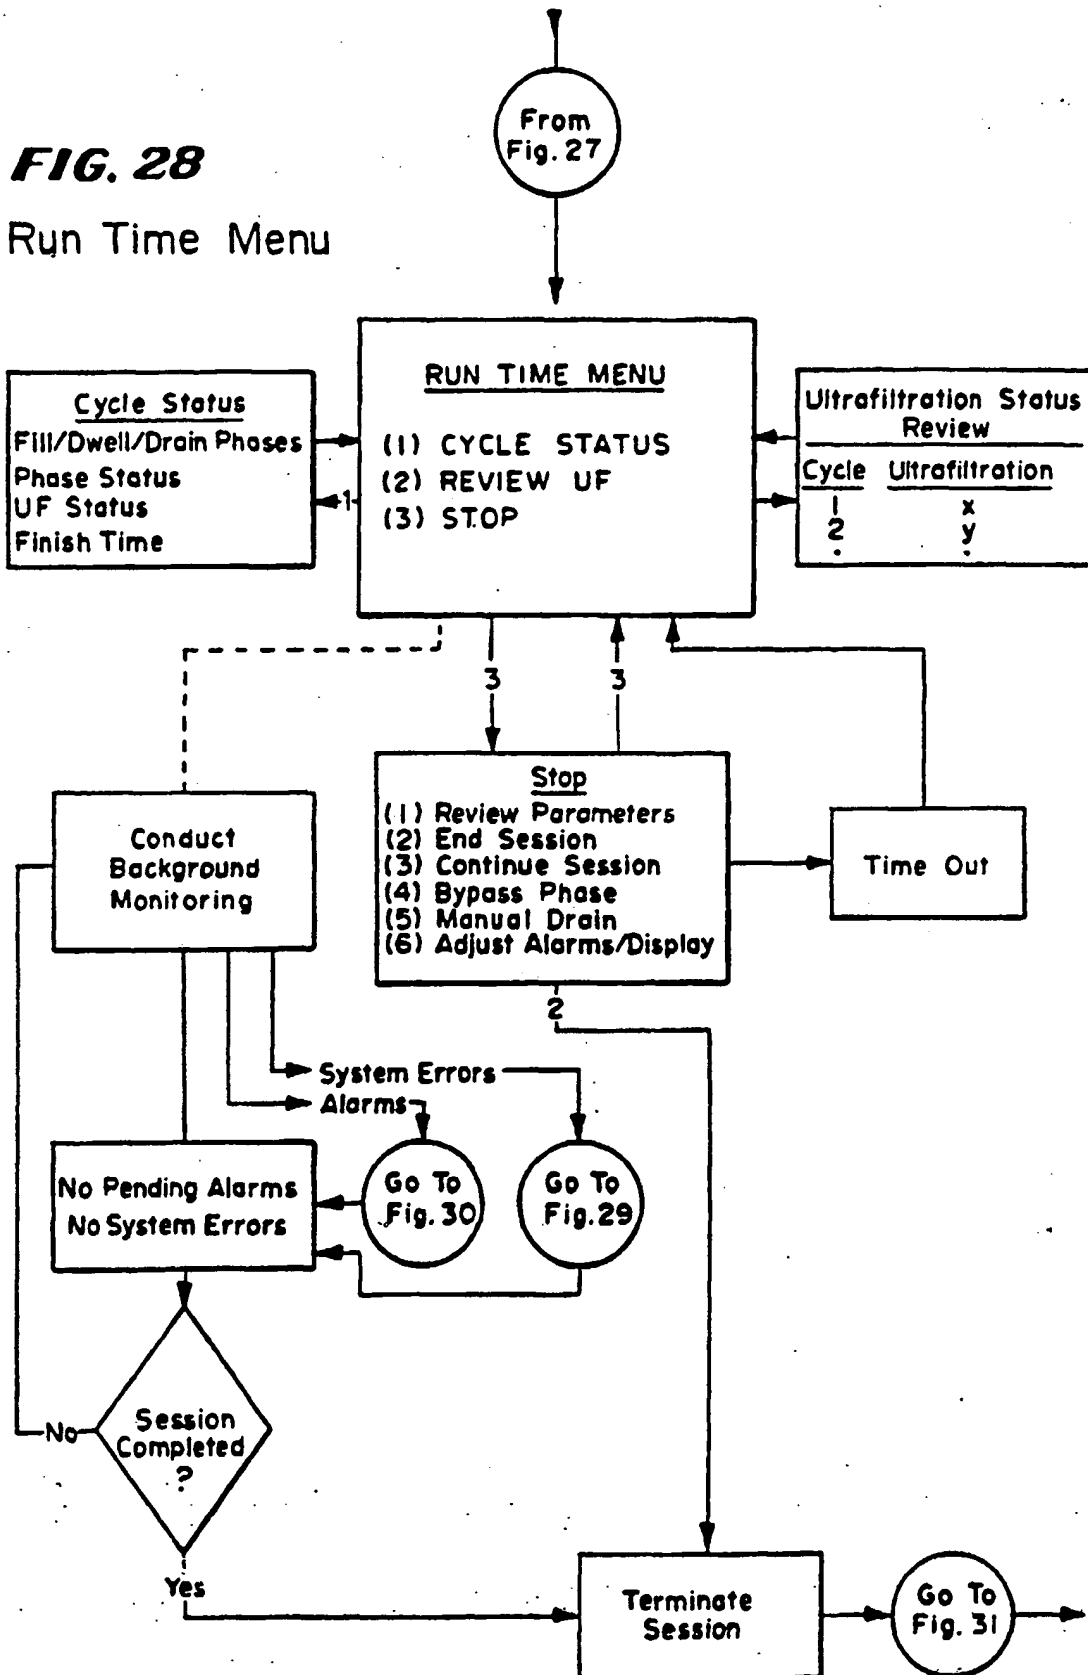 From
Fig. 27
FIG. 28
Run Time Menu
RUN TIME MENU
(1) CYCLE STATUS
(2) REVIEW UF
(3) STOP
Cycle Status
Fill/Dwell/Drain Phases
Phase Status
UF Status
Finish Time
1
Ultrafiltration Status
Review
Cycle Ultrafiltration
1 x
2 y
. .
3
3
Stop
(1) Review Parameters
(2) End Session
(3) Continue Session
(4) Bypass Phase
(5) Manual Drain
(6) Adjust Alarms/Display
Time Out
Conduct
Background
Monitoring
2
System Errors
Alarms
No Pending Alarms
No System Errors
Go To
Fig. 30
Go To
Fig. 29
Session
Completed
?
No
Yes
Terminate
Session
Go To
Fig. 31